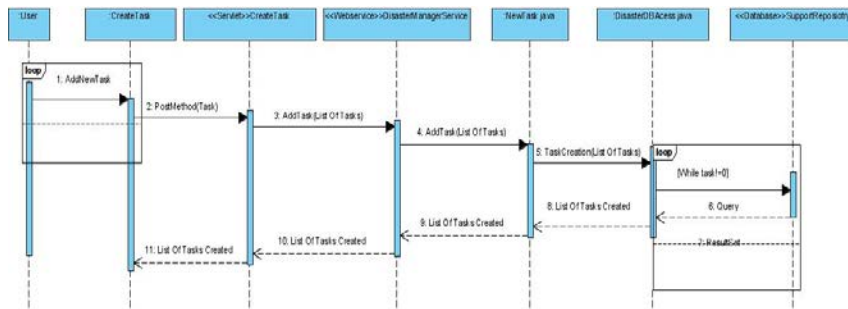 :User
:CreateTask
<<Servlet>>CreateTask
<<Webservice>>DisasterManagerService
:NewTask java
:DisasterDBAcess java
<<Database>>SupportReposiotry
loop
1: AddNewTask
2: PostMethod(Task)
3: AddTask(List Of Tasks)
4: AddTask(List Of Tasks)
5: TaskCreation(List Of Tasks)
loop
[While task!=0]
6: Query
7: ResultSet
8: List Of Tasks Created
9: List Of Tasks Created
10: List Of Tasks Created
11: List Of Tasks Created